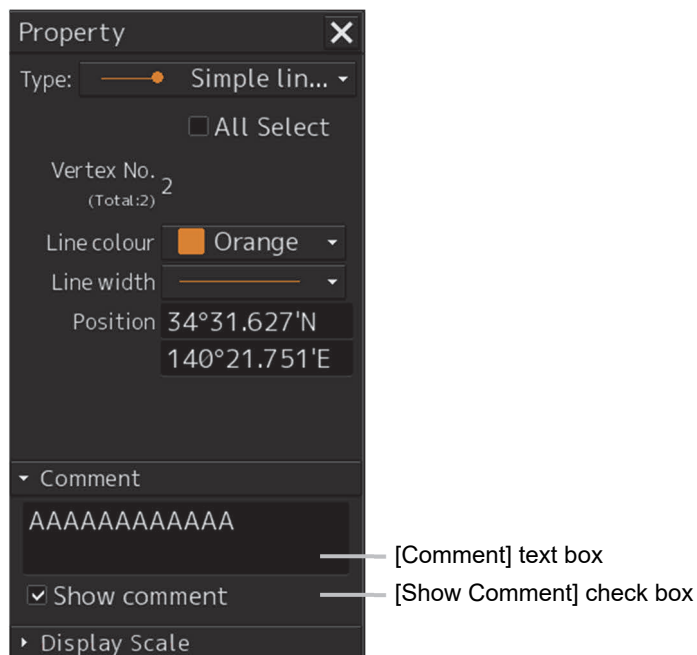 Property
Type: Simple lin...
All Select
Vertex No. 2
(Total:2)
Line colour Orange
Line width
Position 34°31.627'N
140°21.751'E
Comment
AAAAAAAAAAAA
[Comment] text box
Show comment [Show Comment] check box
Display Scale